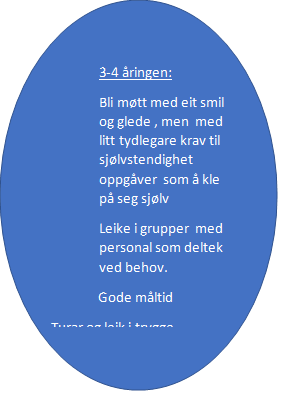 3-4 åringen:
Bli møtt med eit smil
og glede , men  med
litt tydlegare krav til
sjølvstendighet
oppgåver  som å kle
på seg sjølv
Leike i grupper  med
personal som deltek
ved behov.
Gode måltid
Turar og leik i trygge